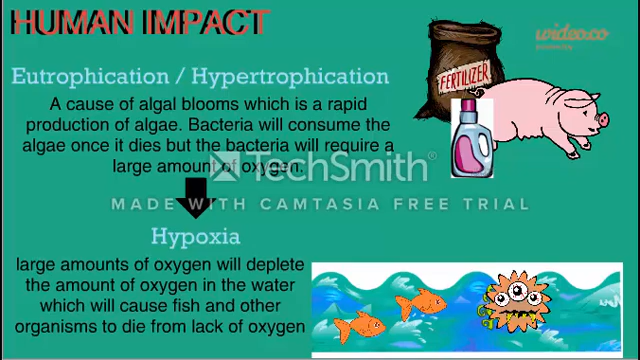 HUMAN IMPACT
wideo.co
Eutrophication / Hypertrophication
FERTILIZER
A cause of algal blooms which is a rapid
production of algae. Bacteria will consume the
algae once it dies but the bacteria will require a
large amount of oxygen.
TechSmith®
MADE WITH CAMTASIA FREE TRIAL
Hypoxia
large amounts of oxygen will deplete
the amount of oxygen in the water
which will cause fish and other
organisms to die from lack of oxygen